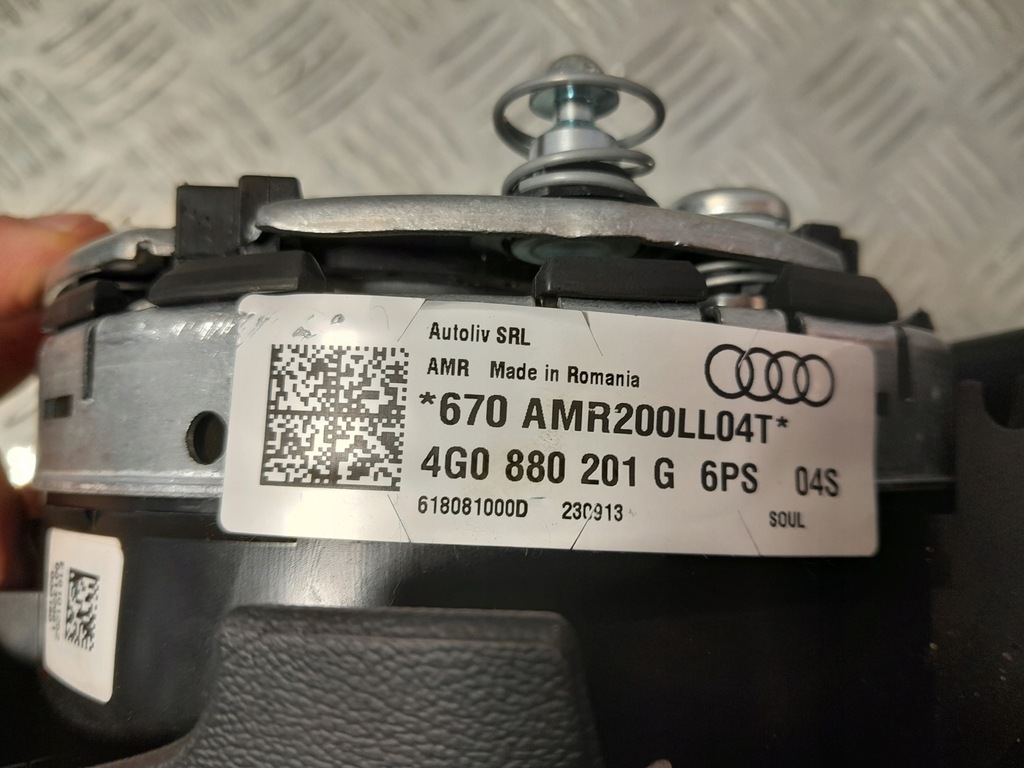 Autoliv SRL
AMR Made in Romania
*670 AMR200LL04T*
4G0 880 201 G 6PS 04S
618081000D 230913 SOUL